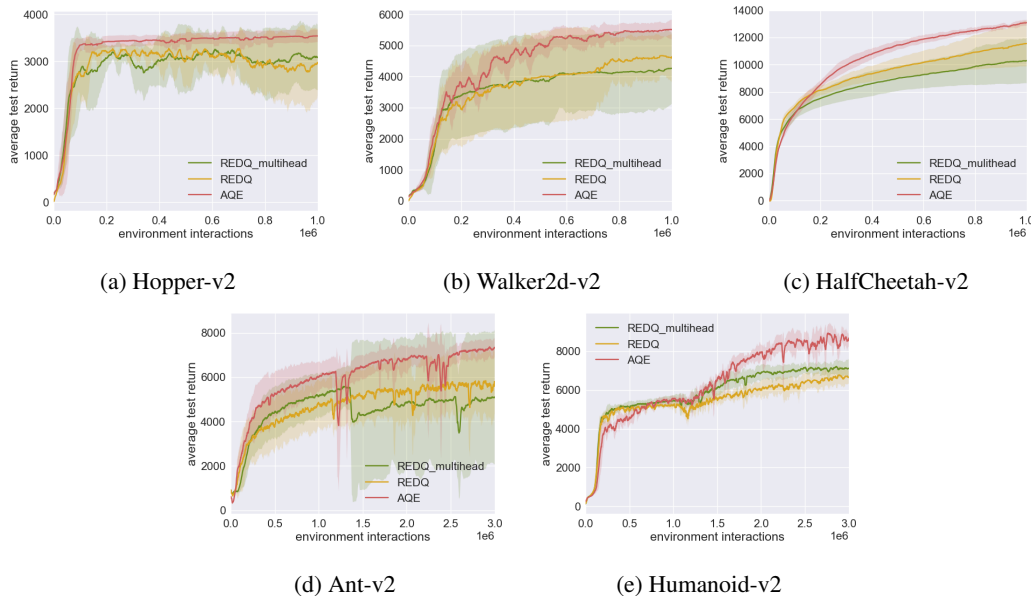 average test return
4000
3000
2000
1000
0
0.0 0.2 0.4 0.6 0.8 1.0
environment interactions 1e6
REDQ_multihead
REDQ
AQE
(a) Hopper-v2
average test return
6000
5000
4000
3000
2000
1000
0
0.0 0.2 0.4 0.6 0.8 1.0
environment interactions 1e6
REDQ_multihead
REDQ
AQE
(b) Walker2d-v2
average test return
14000
12000
10000
8000
6000
4000
2000
0
0.0 0.2 0.4 0.6 0.8 1.0
environment interactions 1e6
REDQ_multihead
REDQ
AQE
(c) HalfCheetah-v2
average test return
8000
6000
4000
2000
0
0.0 0.5 1.0 1.5 2.0 2.5 3.0
environment interactions 1e6
REDQ_multihead
REDQ
AQE
(d) Ant-v2
average test return
8000
6000
4000
2000
0
0.0 0.5 1.0 1.5 2.0 2.5 3.0
environment interactions 1e6
REDQ_multihead
REDQ
AQE
(e) Humanoid-v2